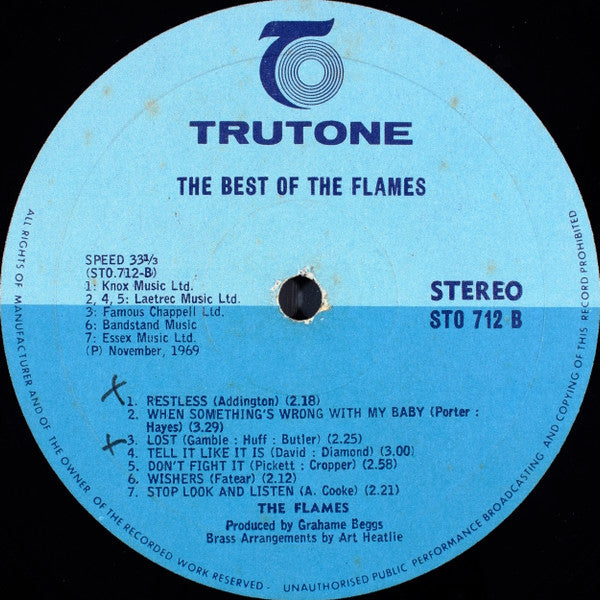 TRUTONE
THE BEST OF THE FLAMES
SPEED 33⅓
(STO.712-B)
1: Knox Music Ltd.
2, 4, 5: Laetrec Music Ltd.
3: Famous Chappell Ltd.
6: Bandstand Music
7: Essex Music Ltd.
(P) November, 1969
STEREO
STO 712 B
1. RESTLESS (Addington) (2.18)
2. WHEN SOMETHING'S WRONG WITH MY BABY (Porter :
Hayes) (3.29)
3. LOST (Gamble : Huff : Butler) (2.25)
4. TELL IT LIKE IT IS (David : Diamond) (3.00)
5. DON'T FIGHT IT (Pickett : Cropper) (2.58)
6. WISHERS (Fatear) (2.12)
7. STOP LOOK AND LISTEN (A. Cooke) (2.21)
THE FLAMES
Produced by Grahame Beggs
Brass Arrangements by Art Heatlie
ALL RIGHTS OF MANUFACTURER AND OF THE OWNER OF THE RECORDED WORK RESERVED - UNAUTHORISED PUBLIC PERFORMANCE BROADCASTING AND COPYING OF THIS RECORD PROHIBITED